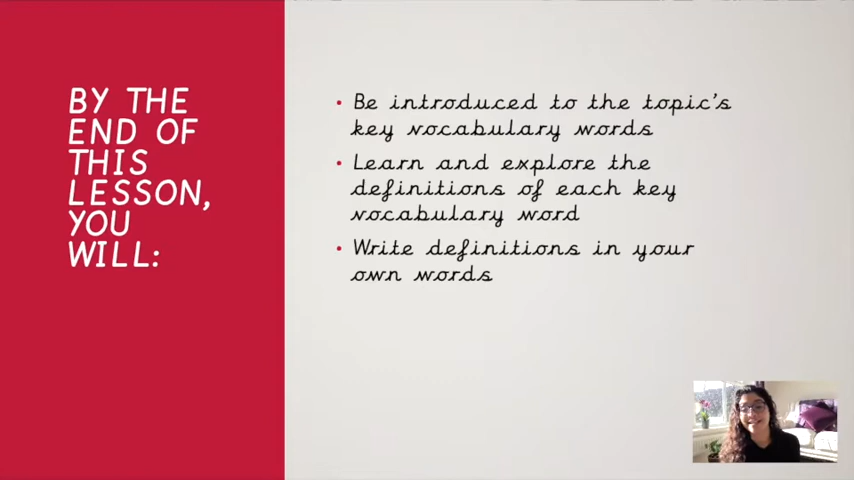 BY THE
END OF
THIS
LESSON,
YOU
WILL:
• Be introduced to the topic's
key vocabulary words
• Learn and explore the
definitions of each key
vocabulary word
• Write definitions in your
own words